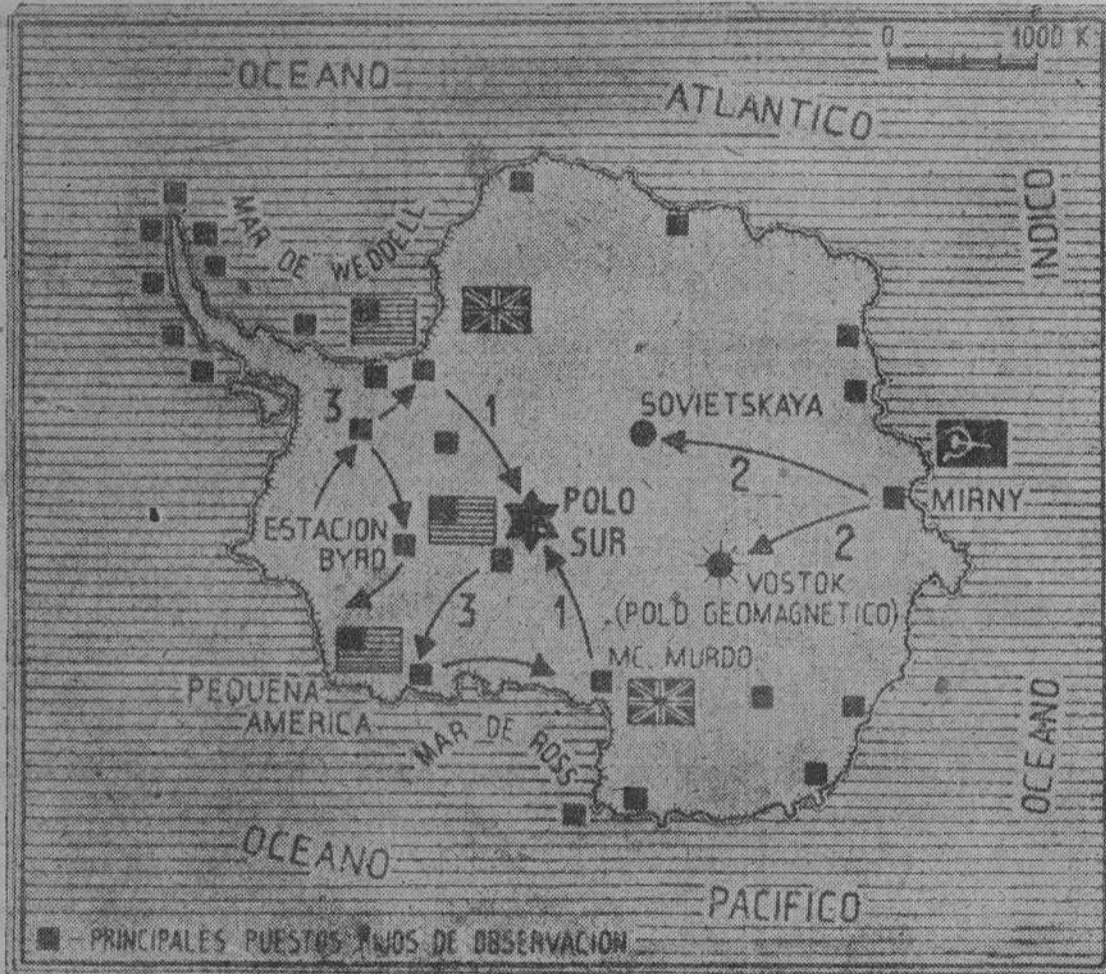 0 1000 K
OCEANO
ATLANTICO
INDICO
MAR DE WEDDELL
3
1
SOVIETSKAYA
2
MIRNY
ESTACION
BYRD
POLO
SUR
2
VOSTOK
(POLO GEOMAGNETICO)
3
1
MC. MURDO
PEQUEÑA
AMERICA
MAR DE ROSS
OCEANO
OCEANO
PACIFICO
- PRINCIPALES PUESTOS FIJOS DE OBSERVACION